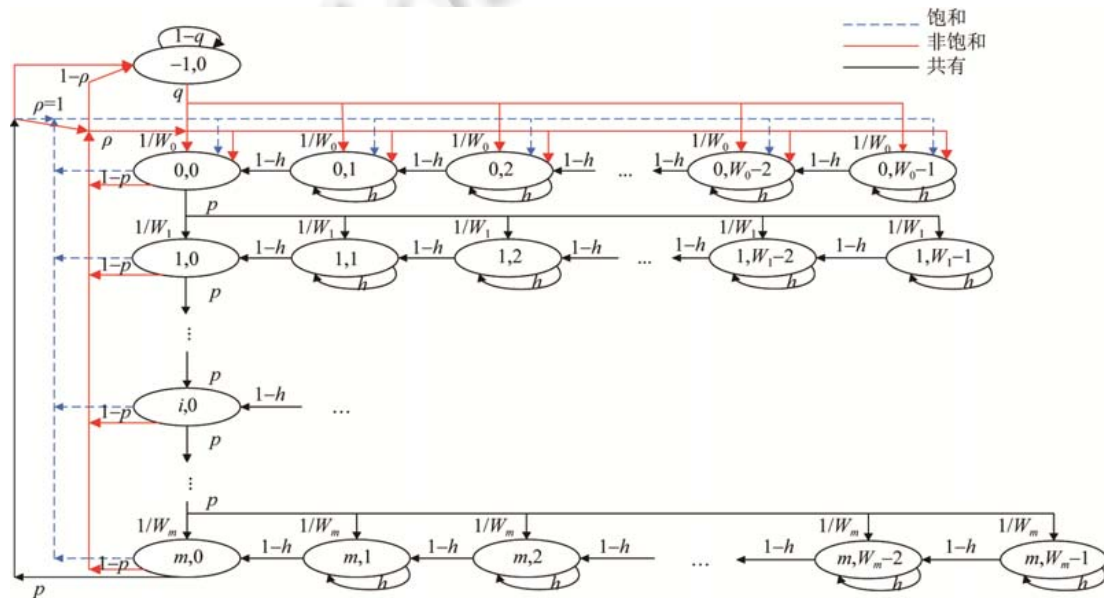 饱和
非饱和
共有
1−q
−1,0
1−ρ
q
ρ=1
ρ
1/W₀ 1/W₀ 1/W₀ 1/W₀ 1/W₀
0,0 1−h 0,1 1−h 0,2 1−h ... 1−h 0,W₀−2 1−h 0,W₀−1
1−p h h h h
p
1/W₁ 1/W₁ 1/W₁ 1/W₁ 1/W₁
1,0 1−h 1,1 1−h 1,2 1−h ... 1−h 1,W₁−2 1−h 1,W₁−1
1−p h h h h
p
⋮
p
i,0 1−h ...
1−p
p
⋮
p
1/Wₘ 1/Wₘ 1/Wₘ 1/Wₘ 1/Wₘ
m,0 1−h m,1 1−h m,2 1−h ... 1−h m,Wₘ−2 1−h m,Wₘ−1
1−p h h h h
p